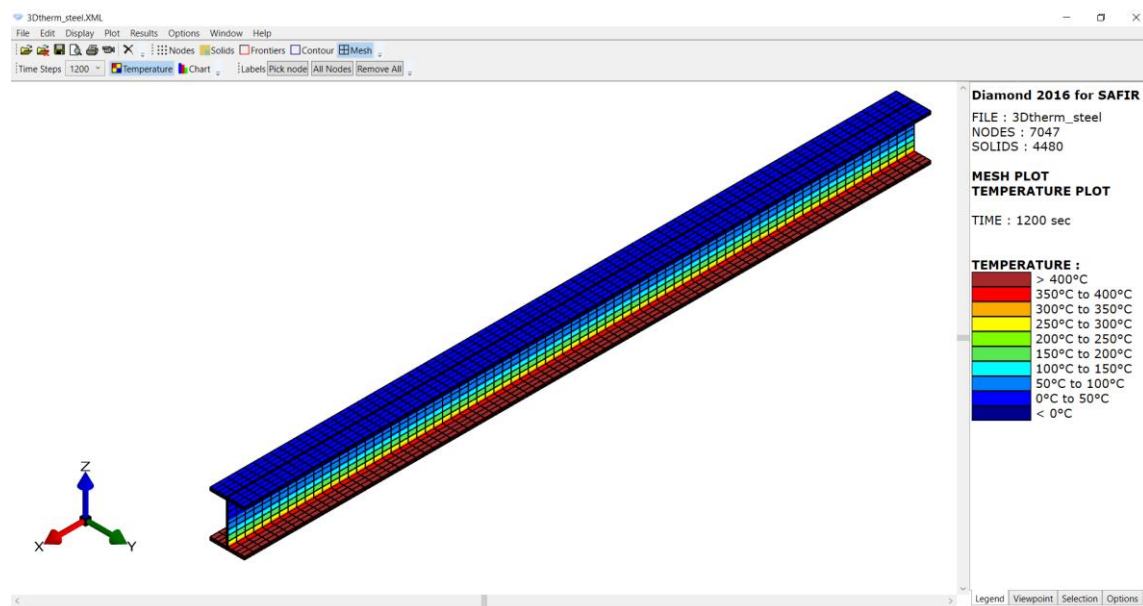 3Dtherm_steel.XML
File Edit Display Plot Results Options Window Help
Nodes Solids Frontiers Contour Mesh
Time Steps 1200 Temperature Chart Labels Pick node All Nodes Remove All
Diamond 2016 for SAFIR
FILE : 3Dtherm_steel
NODES : 7047
SOLIDS : 4480
MESH PLOT
TEMPERATURE PLOT
TIME : 1200 sec
TEMPERATURE :
> 400°C
350°C to 400°C
300°C to 350°C
250°C to 300°C
200°C to 250°C
150°C to 200°C
100°C to 150°C
50°C to 100°C
0°C to 50°C
< 0°C
Z
X
Y
Legend Viewpoint Selection Options